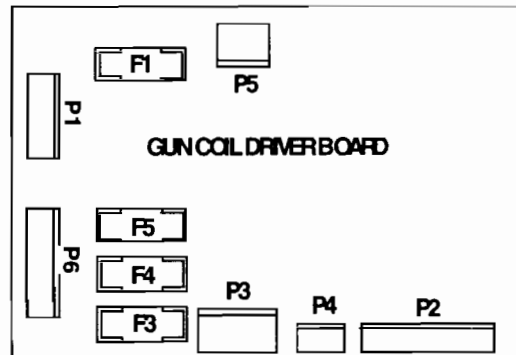 F1
P5
P1
GUN COIL DRIVER BOARD
F5
P6
F4
F3
P3
P4
P2